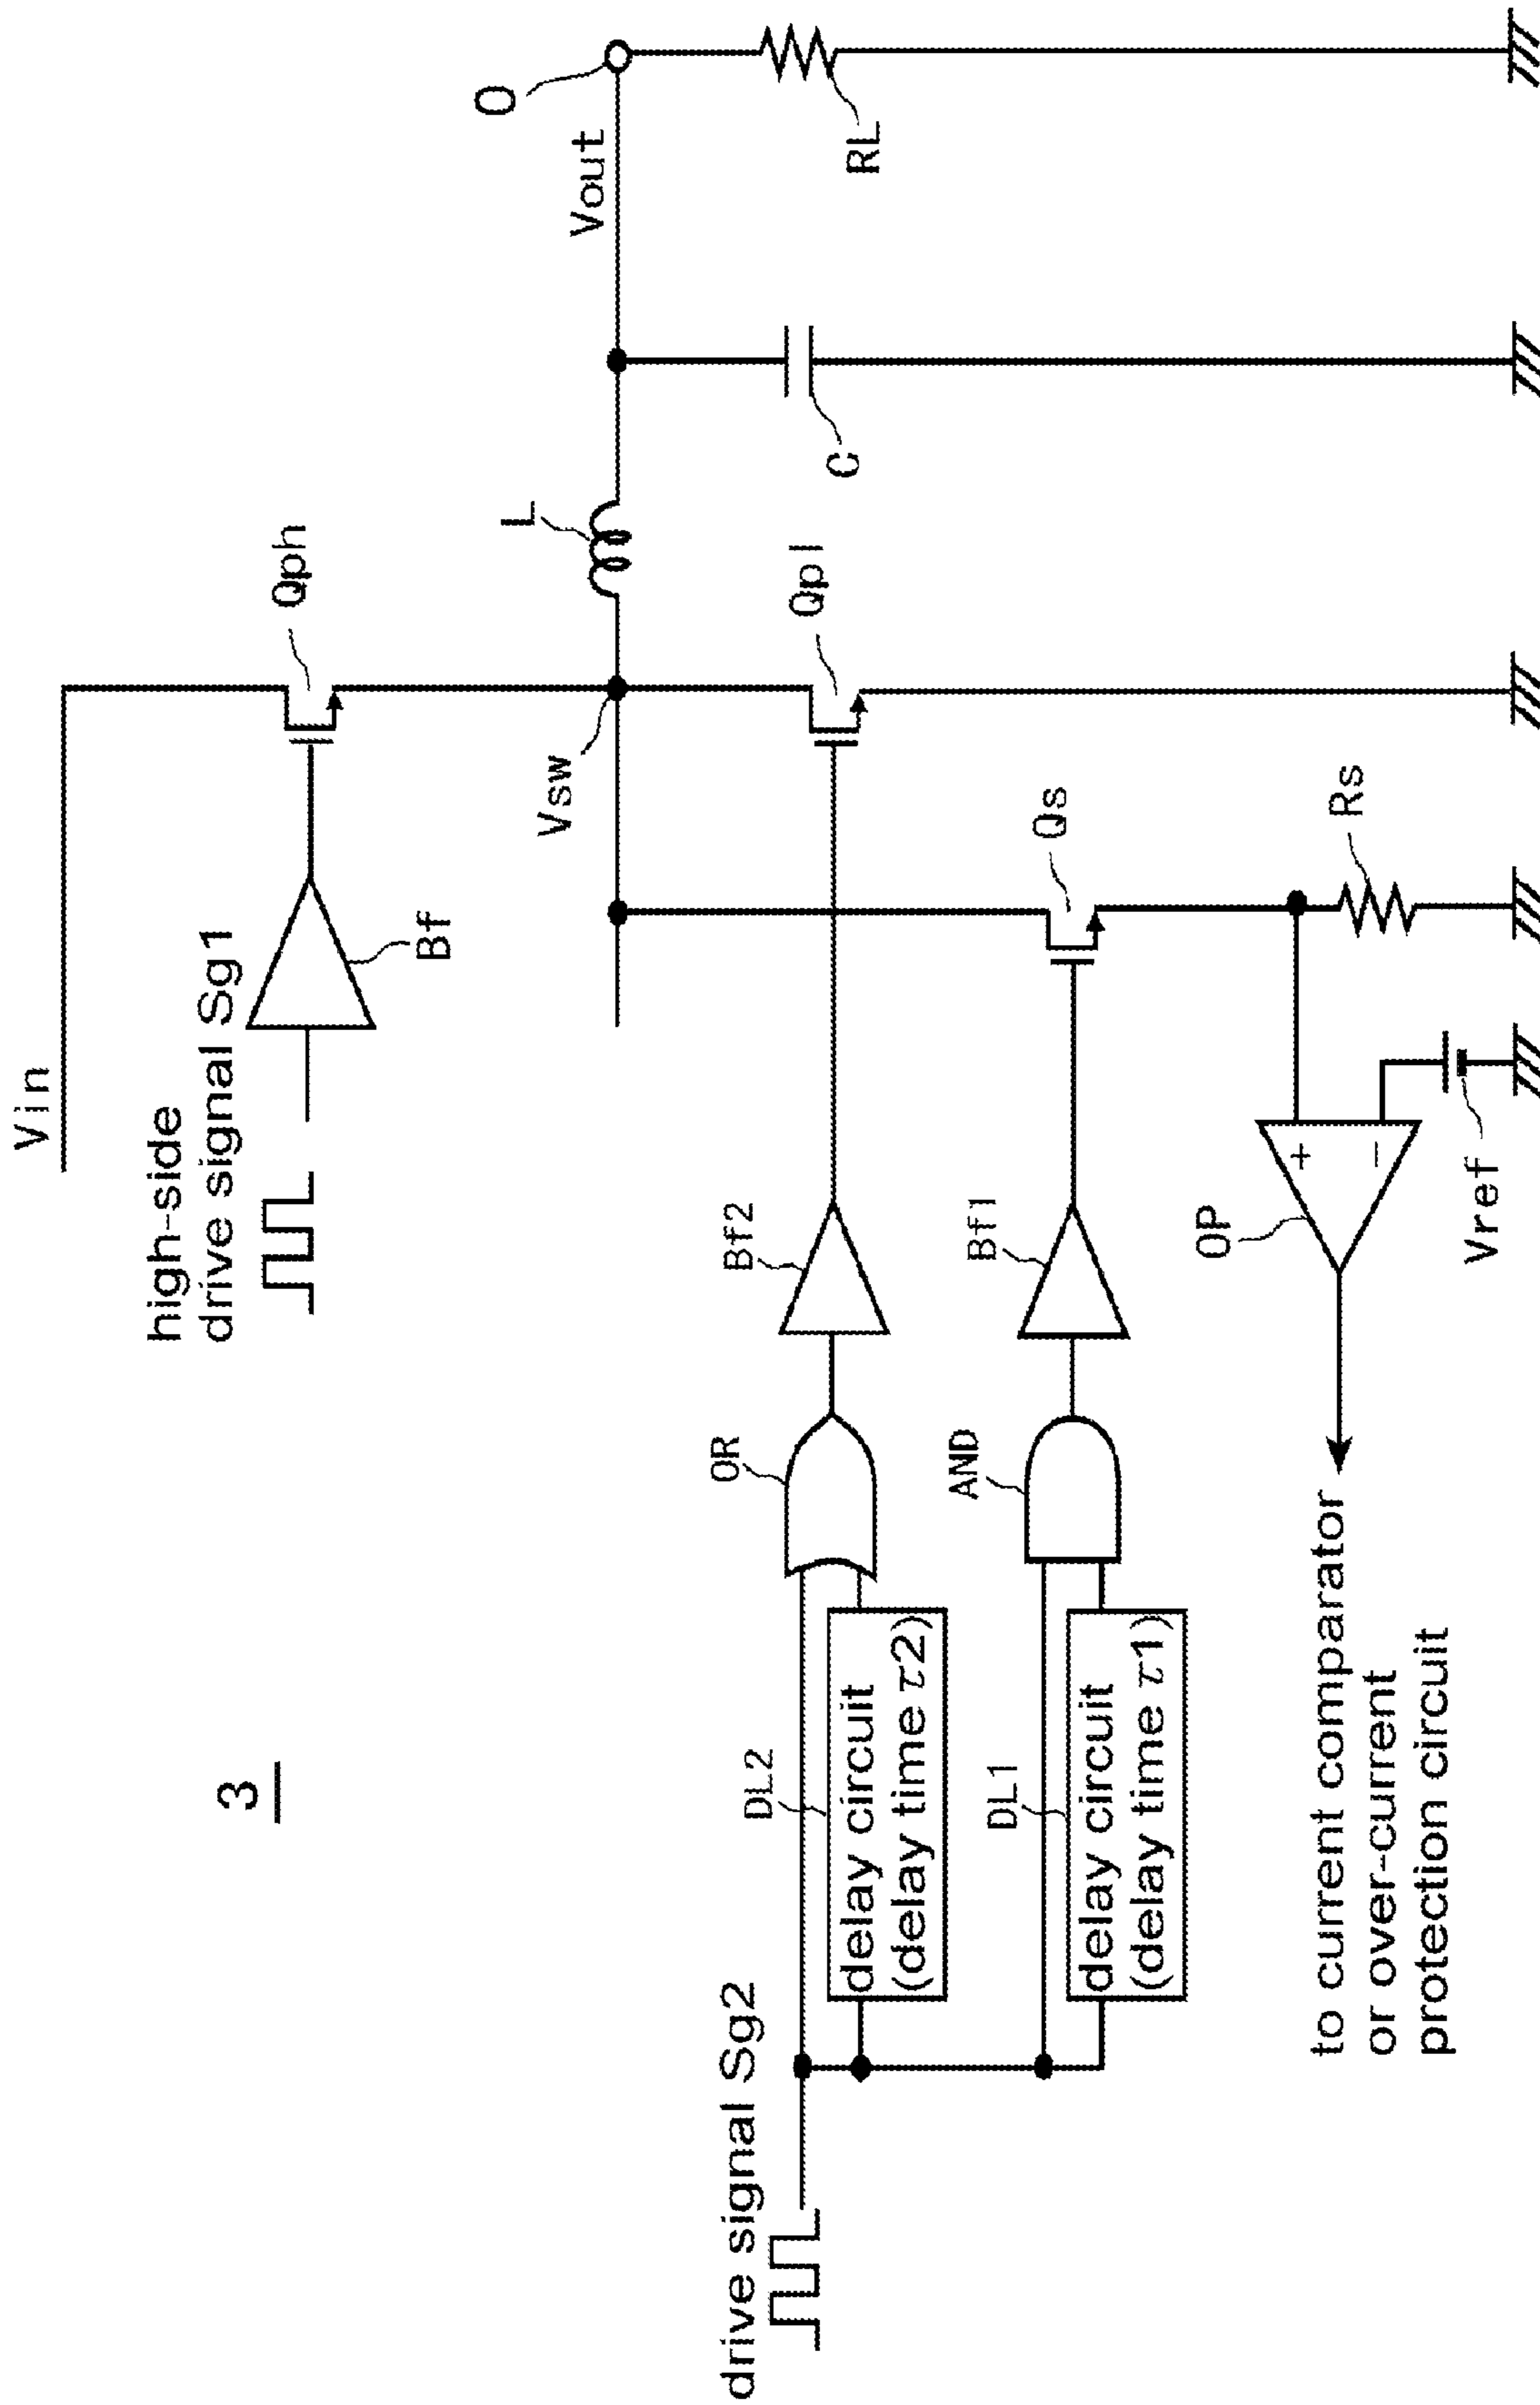 3
Vin
high-side
drive signal Sg1
Bf
Qph
Vsw
L
Vout
O
drive signal Sg2
DL2
delay circuit
(delay time τ2)
OR
Bf2
Qpl
C
RL
DL1
delay circuit
(delay time τ1)
AND
Bf1
Qs
Rs
OP
+
−
Vref
to current comparator
or over-current
protection circuit